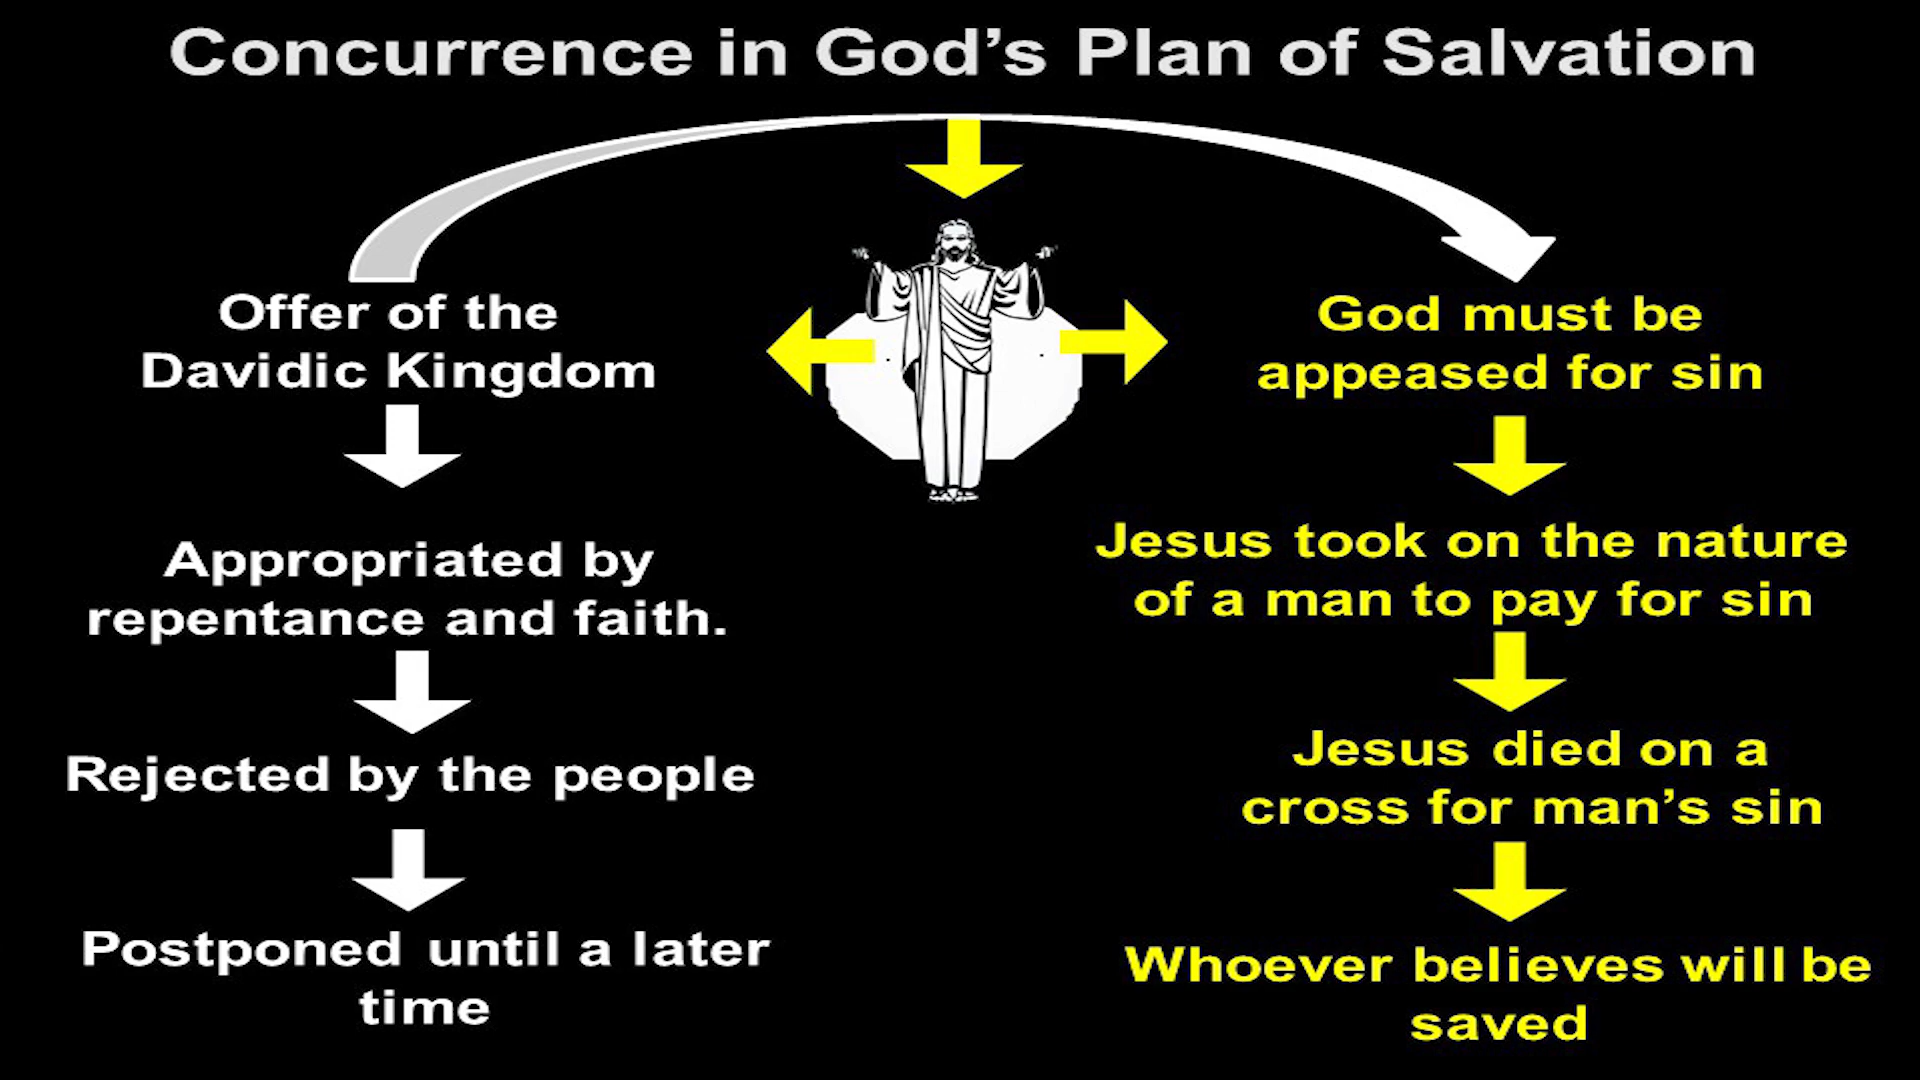 Concurrence in God’s Plan of Salvation
Offer of the
Davidic Kingdom
Appropriated by
repentance and faith.
Rejected by the people
Postponed until a later
time
God must be
appeased for sin
Jesus took on the nature
of a man to pay for sin
Jesus died on a
cross for man’s sin
Whoever believes will be
saved